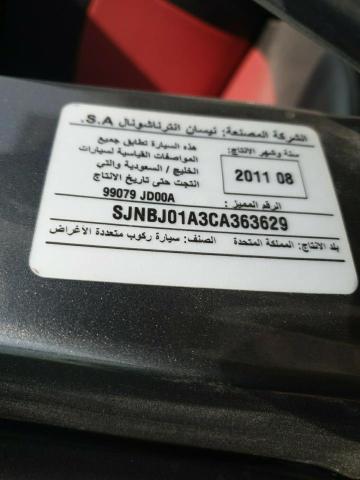 الشركة المصنعة: نيسان انترناشونال S.A.
سنة وشهر الانتاج:
2011 08
هذه السيارة تطابق جميع
المواصفات القياسية لسيارات
الخليج / السعودية والتي
انتجت حتى تاريخ الانتاج
99079 JD00A
الرقم المميز:
SJNBJ01A3CA363629
بلد الانتاج: المملكة المتحدة الصنف: سيارة ركوب متعددة الأغراض